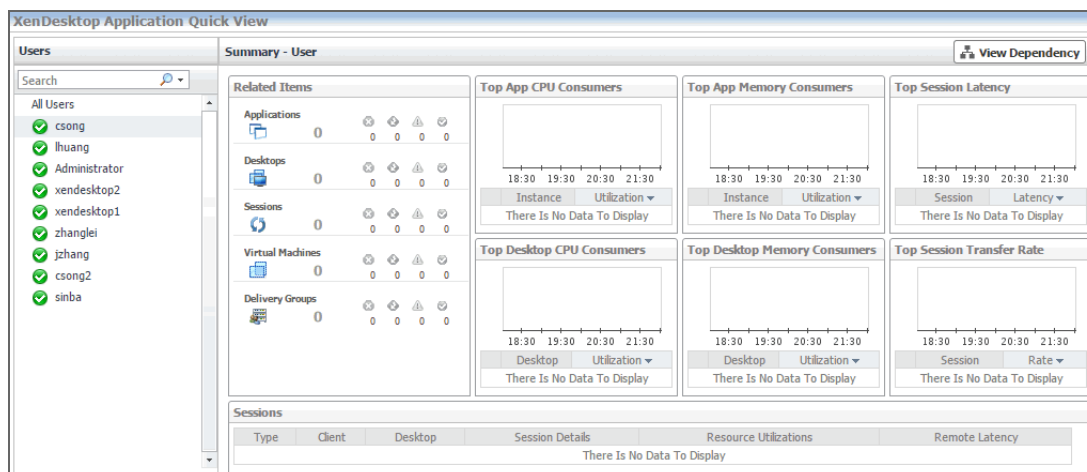 XenDesktop Application Quick View
Users
Summary - User
View Dependency
Search
All Users
csong
lhuang
Administrator
xendesktop2
xendesktop1
zhanglei
jzhang
csong2
sinba
Related Items
Applications
0
0 0 0 0
Desktops
0
0 0 0 0
Sessions
0
0 0 0 0
Virtual Machines
0
0 0 0 0
Delivery Groups
0
0 0 0 0
Top App CPU Consumers
18:30 19:30 20:30 21:30
Instance Utilization
There Is No Data To Display
Top App Memory Consumers
18:30 19:30 20:30 21:30
Instance Utilization
There Is No Data To Display
Top Session Latency
18:30 19:30 20:30 21:30
Session Latency
There Is No Data To Display
Top Desktop CPU Consumers
18:30 19:30 20:30 21:30
Desktop Utilization
There Is No Data To Display
Top Desktop Memory Consumers
18:30 19:30 20:30 21:30
Desktop Utilization
There Is No Data To Display
Top Session Transfer Rate
18:30 19:30 20:30 21:30
Session Rate
There Is No Data To Display
Sessions
Type Client Desktop Session Details Resource Utilizations Remote Latency
There Is No Data To Display